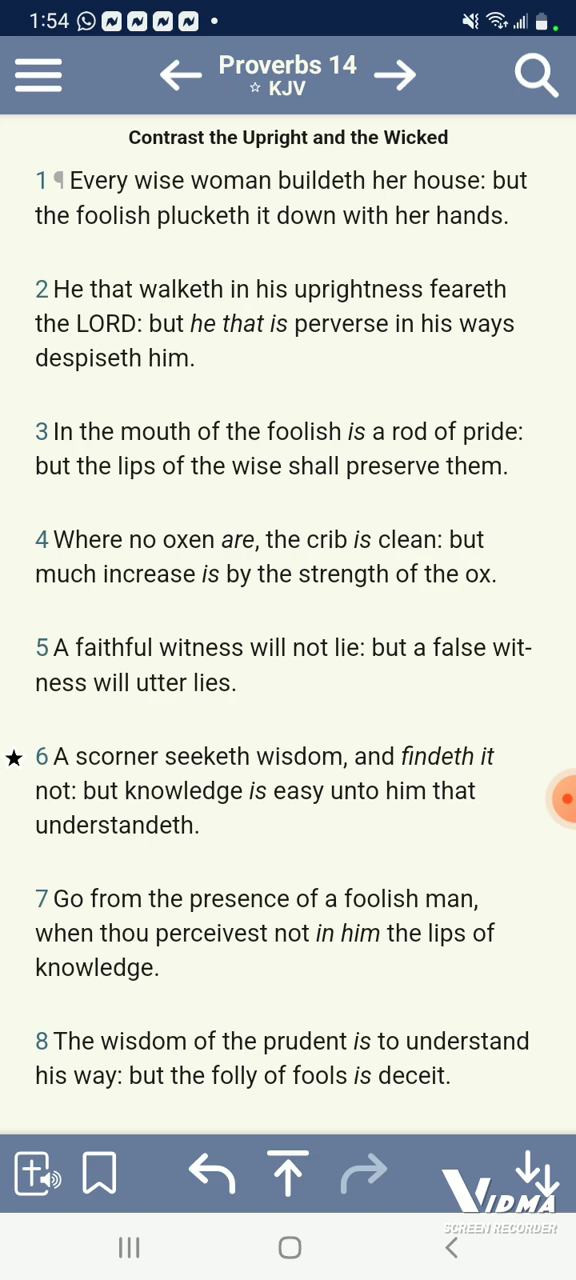 1:54
Proverbs 14
☆ KJV
Contrast the Upright and the Wicked
1 ¶ Every wise woman buildeth her house: but
the foolish plucketh it down with her hands.
2 He that walketh in his uprightness feareth
the LORD: but he that is perverse in his ways
despiseth him.
3 In the mouth of the foolish is a rod of pride:
but the lips of the wise shall preserve them.
4 Where no oxen are, the crib is clean: but
much increase is by the strength of the ox.
5 A faithful witness will not lie: but a false wit-
ness will utter lies.
★ 6 A scorner seeketh wisdom, and findeth it
not: but knowledge is easy unto him that
understandeth.
7 Go from the presence of a foolish man,
when thou perceivest not in him the lips of
knowledge.
8 The wisdom of the prudent is to understand
his way: but the folly of fools is deceit.
VIDMA
SCREEN RECORDER